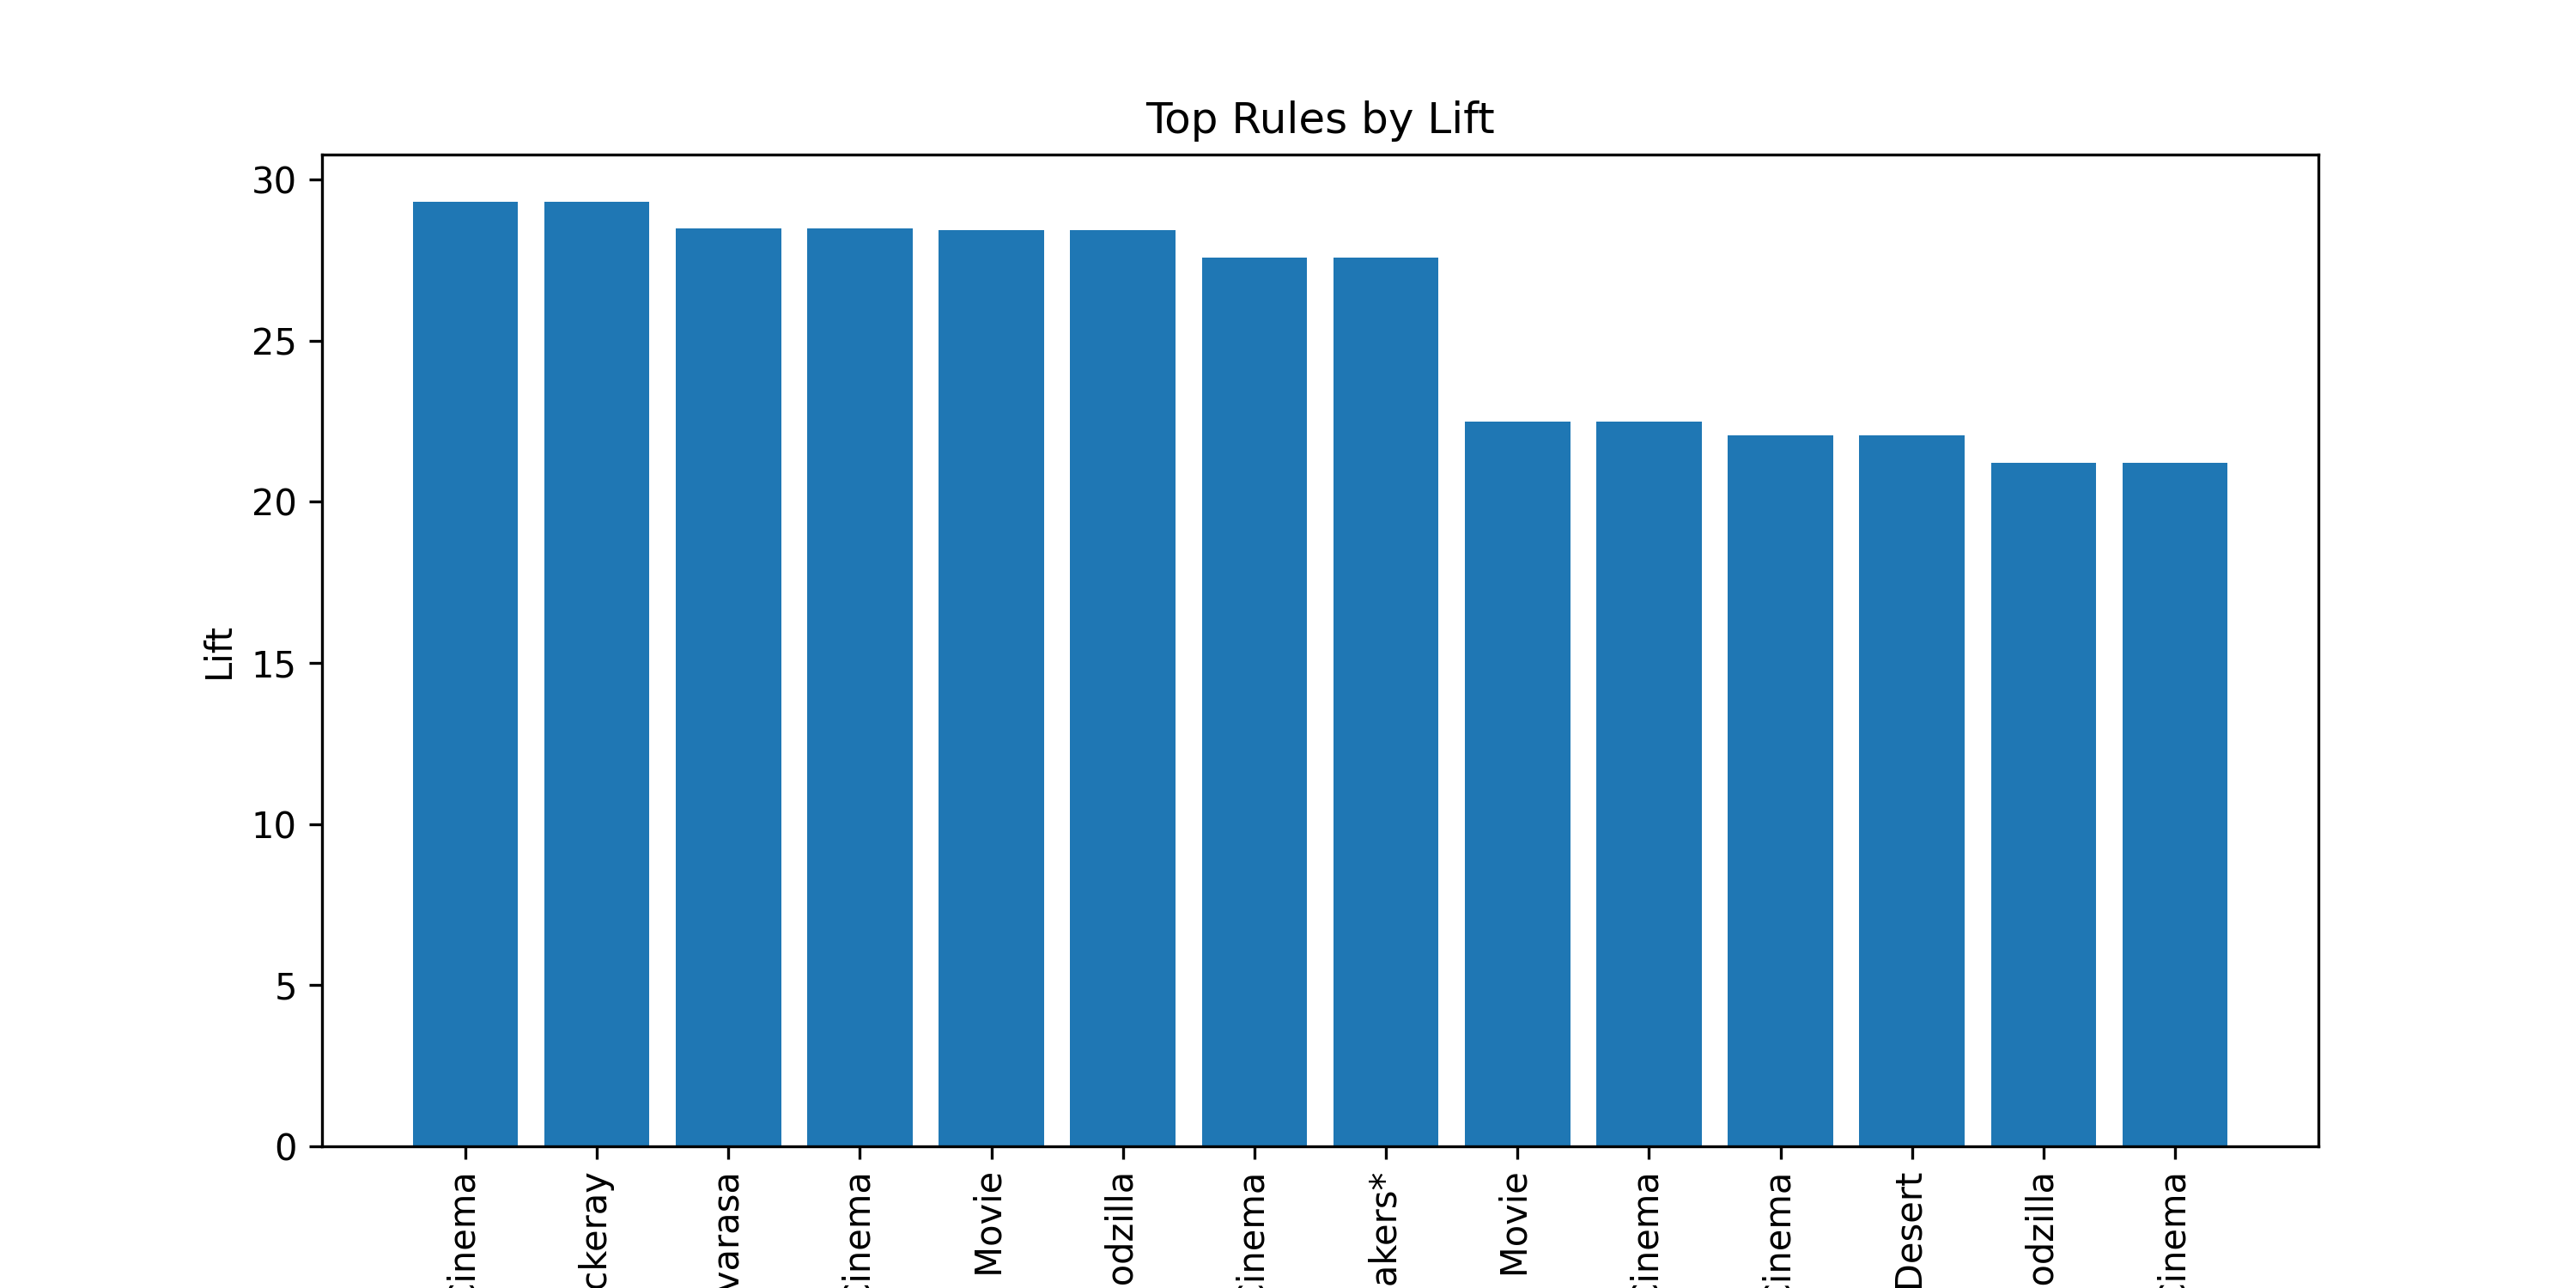 Top Rules by Lift
30
25
20
15
10
5
0
Lift
inema
ckeray
varasa
inema
Movie
odzilla
inema
akers*
Movie
inema
inema
Desert
odzilla
inema